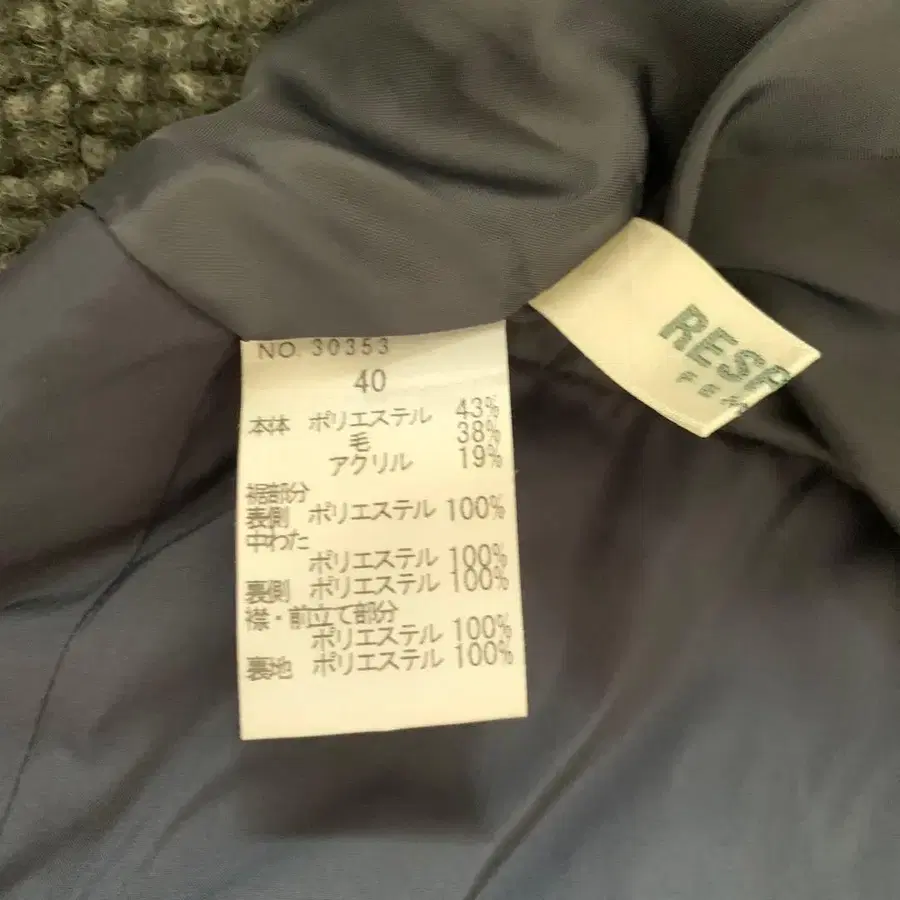 NO. 30353
40
本体 ポリエステル 43%
毛 38%
アクリル 19%
裾部分
表側 ポリエステル 100%
中わた
ポリエステル 100%
裏側 ポリエステル 100%
襟・前立て部分
ポリエステル 100%
裏地 ポリエステル 100%
RESP